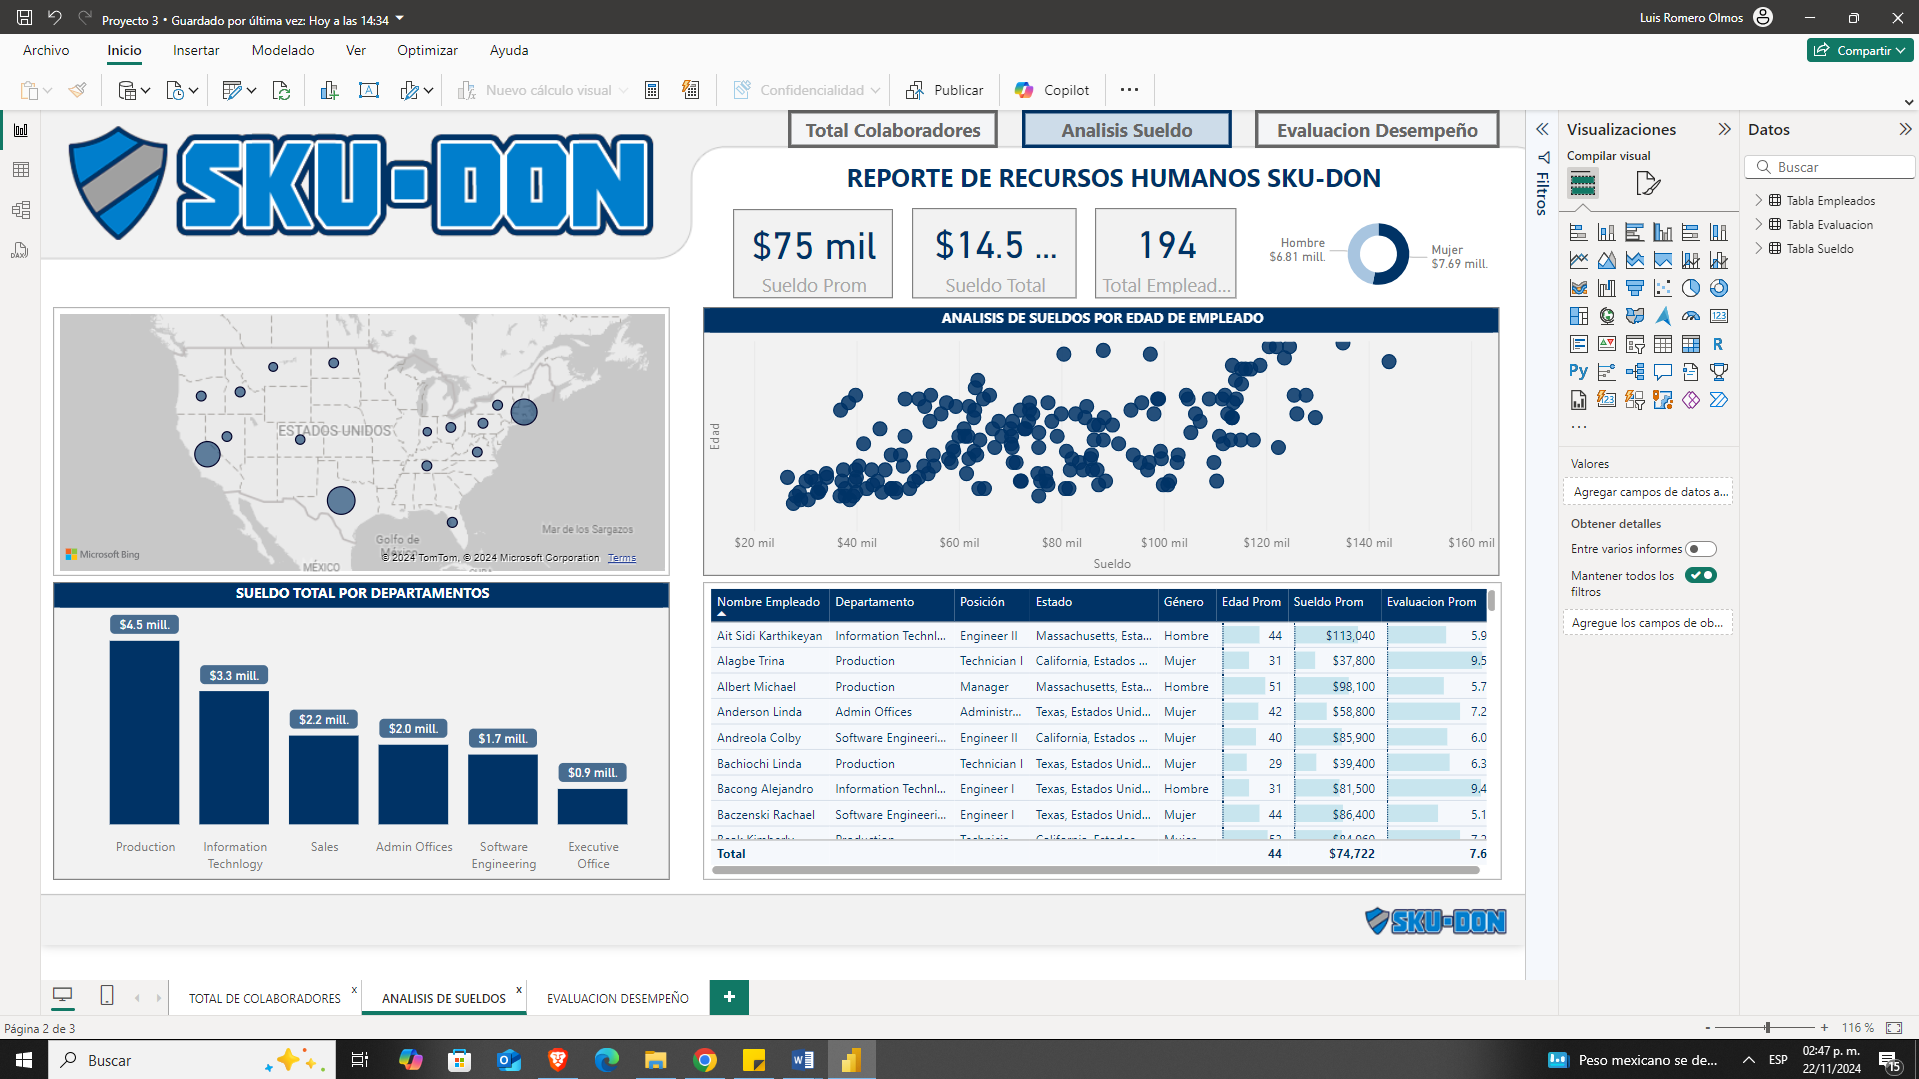 Proyecto 3 • Guardado por última vez: Hoy a las 14:34
Luis Romero Olmos
Archivo
Inicio
Insertar
Modelado
Ver
Optimizar
Ayuda
Compartir
Nuevo cálculo visual
Confidencialidad
Publicar
Copilot
SKU-DON
Total Colaboradores
Analisis Sueldo
Evaluacion Desempeño
REPORTE DE RECURSOS HUMANOS SKU-DON
$75 mil
Sueldo Prom
$14.5 ...
Sueldo Total
194
Total Emplead...
Hombre
$6.81 mill.
Mujer
$7.69 mill.
ESTADOS UNIDOS
Mar de los Sargazos
Golfo de
México
MÉXICO
CUBA
Microsoft Bing
© 2024 TomTom, © 2024 Microsoft Corporation Terms
ANALISIS DE SUELDOS POR EDAD DE EMPLEADO
Edad
$20 mil $40 mil $60 mil $80 mil $100 mil $120 mil $140 mil $160 mil
Sueldo
SUELDO TOTAL POR DEPARTAMENTOS
$4.5 mill.
$3.3 mill.
$2.2 mill.
$2.0 mill.
$1.7 mill.
$0.9 mill.
Production
Information Technlogy
Sales
Admin Offices
Software Engineering
Executive Office
Nombre Empleado Departamento Posición Estado Género Edad Prom Sueldo Prom Evaluacion Prom
Ait Sidi Karthikeyan Information Technl... Engineer II Massachusetts, Esta... Hombre 44 $113,040 5.9
Alagbe Trina Production Technician I California, Estados ... Mujer 31 $37,800 9.5
Albert Michael Production Manager Massachusetts, Esta... Hombre 51 $98,100 5.7
Anderson Linda Admin Offices Administr... Texas, Estados Unid... Mujer 42 $58,800 7.2
Andreola Colby Software Engineeri... Engineer II California, Estados ... Mujer 40 $85,900 6.0
Bachiochi Linda Production Technician I Texas, Estados Unid... Mujer 29 $39,400 6.3
Bacong Alejandro Information Technl... Engineer I Texas, Estados Unid... Hombre 31 $81,500 9.4
Baczenski Rachael Software Engineeri... Engineer I Texas, Estados Unid... Mujer 44 $86,400 5.1
Total 44 $74,722 7.6
SKU-DON
Filtros
Visualizaciones
Compilar visual
R
Py
123
Valores
Agregar campos de datos a...
Obtener detalles
Entre varios informes
Mantener todos los filtros
Agregue los campos de ob...
Datos
Buscar
Tabla Empleados
Tabla Evaluacion
Tabla Sueldo
DAX
TOTAL DE COLABORADORES x
ANALISIS DE SUELDOS x
EVALUACION DESEMPEÑO
+
Página 2 de 3
- + 116 %
Buscar
Peso mexicano se de...
ESP
02:47 p. m.
22/11/2024
15